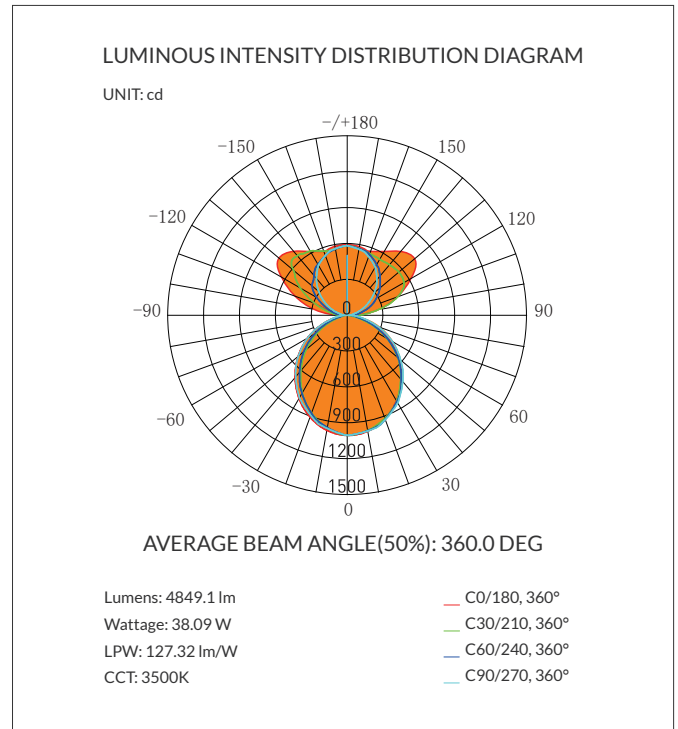 LUMINOUS INTENSITY DISTRIBUTION DIAGRAM
UNIT: cd
-/+180
-150 150
-120 120
-90 0 90
300
600
-60 900 60
1200
-30 1500 30
0
AVERAGE BEAM ANGLE(50%): 360.0 DEG
Lumens: 4849.1 lm
Wattage: 38.09 W
LPW: 127.32 lm/W
CCT: 3500K
C0/180, 360°
C30/210, 360°
C60/240, 360°
C90/270, 360°